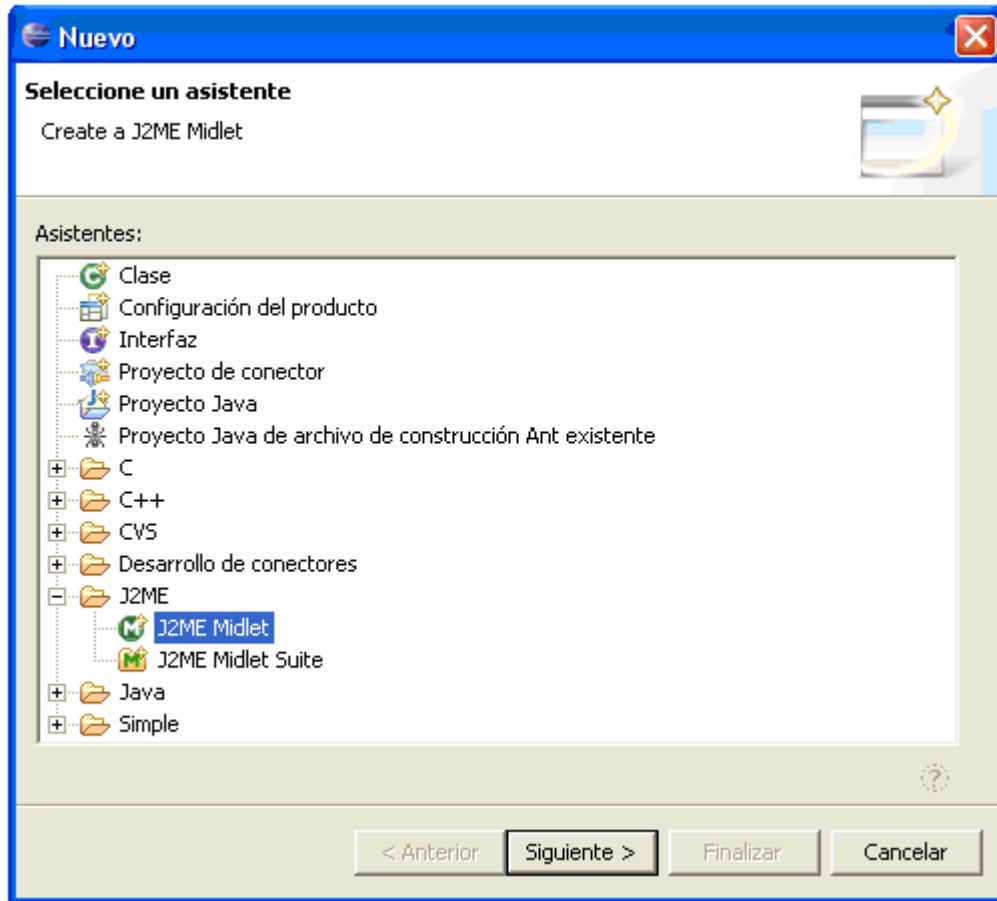 Nuevo
Seleccione un asistente
Create a J2ME Midlet
Asistentes:
Clase
Configuración del producto
Interfaz
Proyecto de conector
Proyecto Java
Proyecto Java de archivo de construcción Ant existente
C
C++
CVS
Desarrollo de conectores
J2ME
J2ME Midlet
J2ME Midlet Suite
Java
Simple
< Anterior Siguiente > Finalizar Cancelar